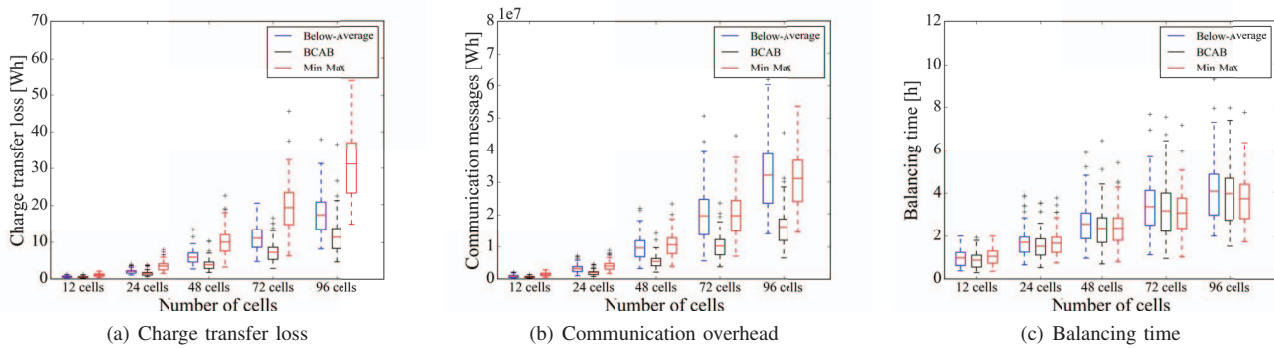 70
60
50
40
30
20
10
0
Charge transfer loss [Wh]
Below-Average
BCAB
Min Max
12 cells
24 cells
48 cells
72 cells
96 cells
Number of cells
(a) Charge transfer loss
8 1e7
7
6
5
4
3
2
1
0
Communication messages [Wh]
Below-Average
BCAB
Min Max
12 cells
24 cells
48 cells
72 cells
96 cells
Number of cells
(b) Communication overhead
12
10
8
6
4
2
0
Balancing time [h]
Below-Average
BCAB
Min Max
12 cells
24 cells
48 cells
72 cells
96 cells
Number of cells
(c) Balancing time